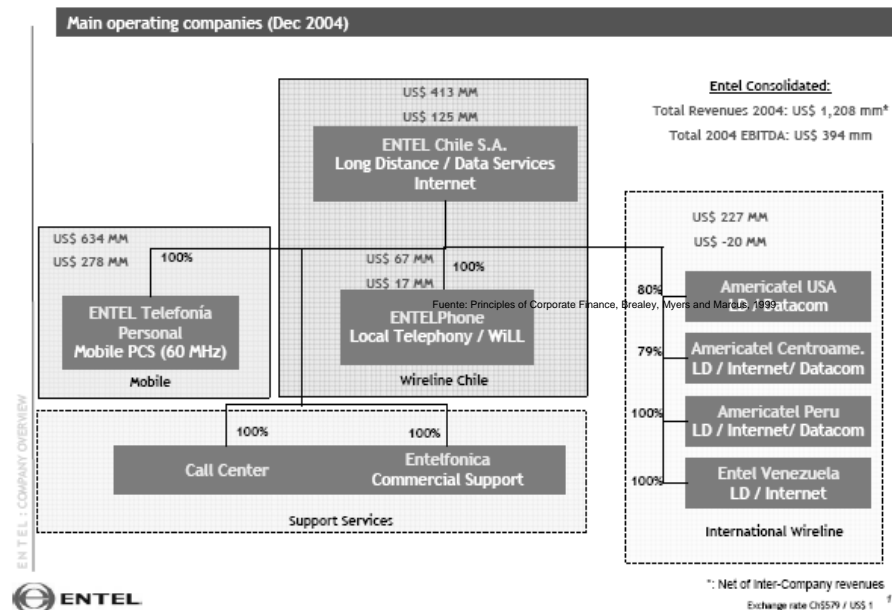 Main operating companies (Dec 2004)
US$ 413 MM
US$ 125 MM
ENTEL Chile S.A.
Long Distance / Data Services
Internet
Entel Consolidated:
Total Revenues 2004: US$ 1,208 mm*
Total 2004 EBITDA: US$ 394 mm
US$ 634 MM
US$ 278 MM
100%
ENTEL Telefonía
Personal
Mobile PCS (60 MHz)
Mobile
US$ 67 MM
US$ 17 MM
100%
Fuente: Principles of Corporate Finance, Brealey, Myers and Marcus, 1999
ENTELPhone
Local Telephony / WiLL
Wireline Chile
US$ 227 MM
US$ -20 MM
80%
Americatel USA
LD / Datacom
79%
Americatel Centroame.
LD / Internet/ Datacom
100%
Americatel Peru
LD / Internet/ Datacom
100%
Entel Venezuela
LD / Internet
International Wireline
100%
Call Center
100%
Entelfonica
Commercial Support
Support Services
ENTEL : COMPANY OVERVIEW
ENTEL
*: Net of Inter-Company revenues
Exchange rate Ch$579 / US$ 1